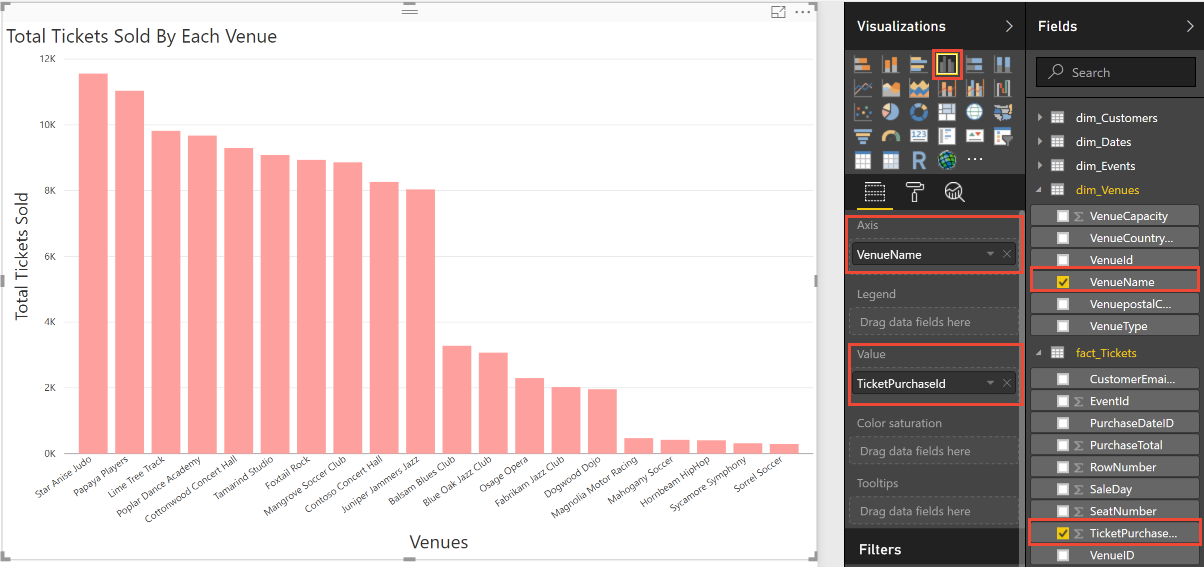 Total Tickets Sold By Each Venue
12K
10K
8K
6K
4K
2K
0K
Total Tickets Sold
Star Anise Judo
Papaya Players
Lime Tree Track
Poplar Dance Academy
Cottonwood Concert Hall
Tamarind Studio
Foxtail Rock
Mangrove Soccer Club
Contoso Concert Hall
Juniper Jammers Jazz
Balsam Blues Club
Blue Oak Jazz Club
Osage Opera
Fabrikam Jazz Club
Dogwood Dojo
Magnolia Motor Racing
Mahogany Soccer
Hornbeam HipHop
Sycamore Symphony
Sorrel Soccer
Venues
Visualizations
123
R
Axis
VenueName
Legend
Drag data fields here
Value
TicketPurchaseId
Color saturation
Drag data fields here
Tooltips
Drag data fields here
Filters
Fields
Search
dim_Customers
dim_Dates
dim_Events
dim_Venues
Σ VenueCapacity
VenueCountry...
VenueId
VenueName
VenuepostalC...
VenueType
fact_Tickets
CustomerEmai...
Σ EventId
PurchaseDateID
Σ PurchaseTotal
Σ RowNumber
Σ SaleDay
Σ SeatNumber
Σ TicketPurchase...
VenueID